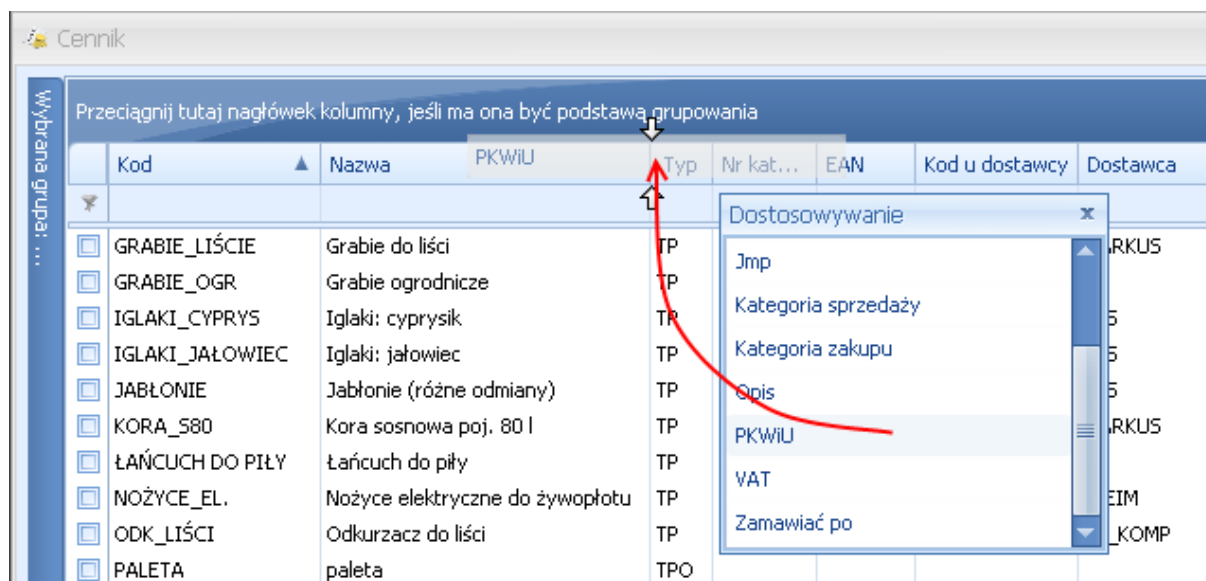 Cennik
Wybrana grupa: ...
Przeciągnij tutaj nagłówek kolumny, jeśli ma ona być podstawą grupowania
PKWiU
Kod Nazwa Typ Nr kat... EAN Kod u dostawcy Dostawca
Dostosowywanie
Jmp
Kategoria sprzedaży
Kategoria zakupu
Opis
PKWiU
VAT
Zamawiać po
GRABIE_LIŚCIE Grabie do liści TP ARKUS
GRABIE_OGR Grabie ogrodnicze TP
IGLAKI_CYPRYS Iglaki: cyprysik TP S
IGLAKI_JAŁOWIEC Iglaki: jałowiec TP S
JABŁONIE Jabłonie (różne odmiany) TP S
KORA_S80 Kora sosnowa poj. 80 l TP ARKUS
ŁAŃCUCH DO PIŁY Łańcuch do piły TP
NOŻYCE_EL. Nożyce elektryczne do żywopłotu TP EIM
ODK_LIŚCI Odkurzacz do liści TP _KOMP
PALETA paleta TPO